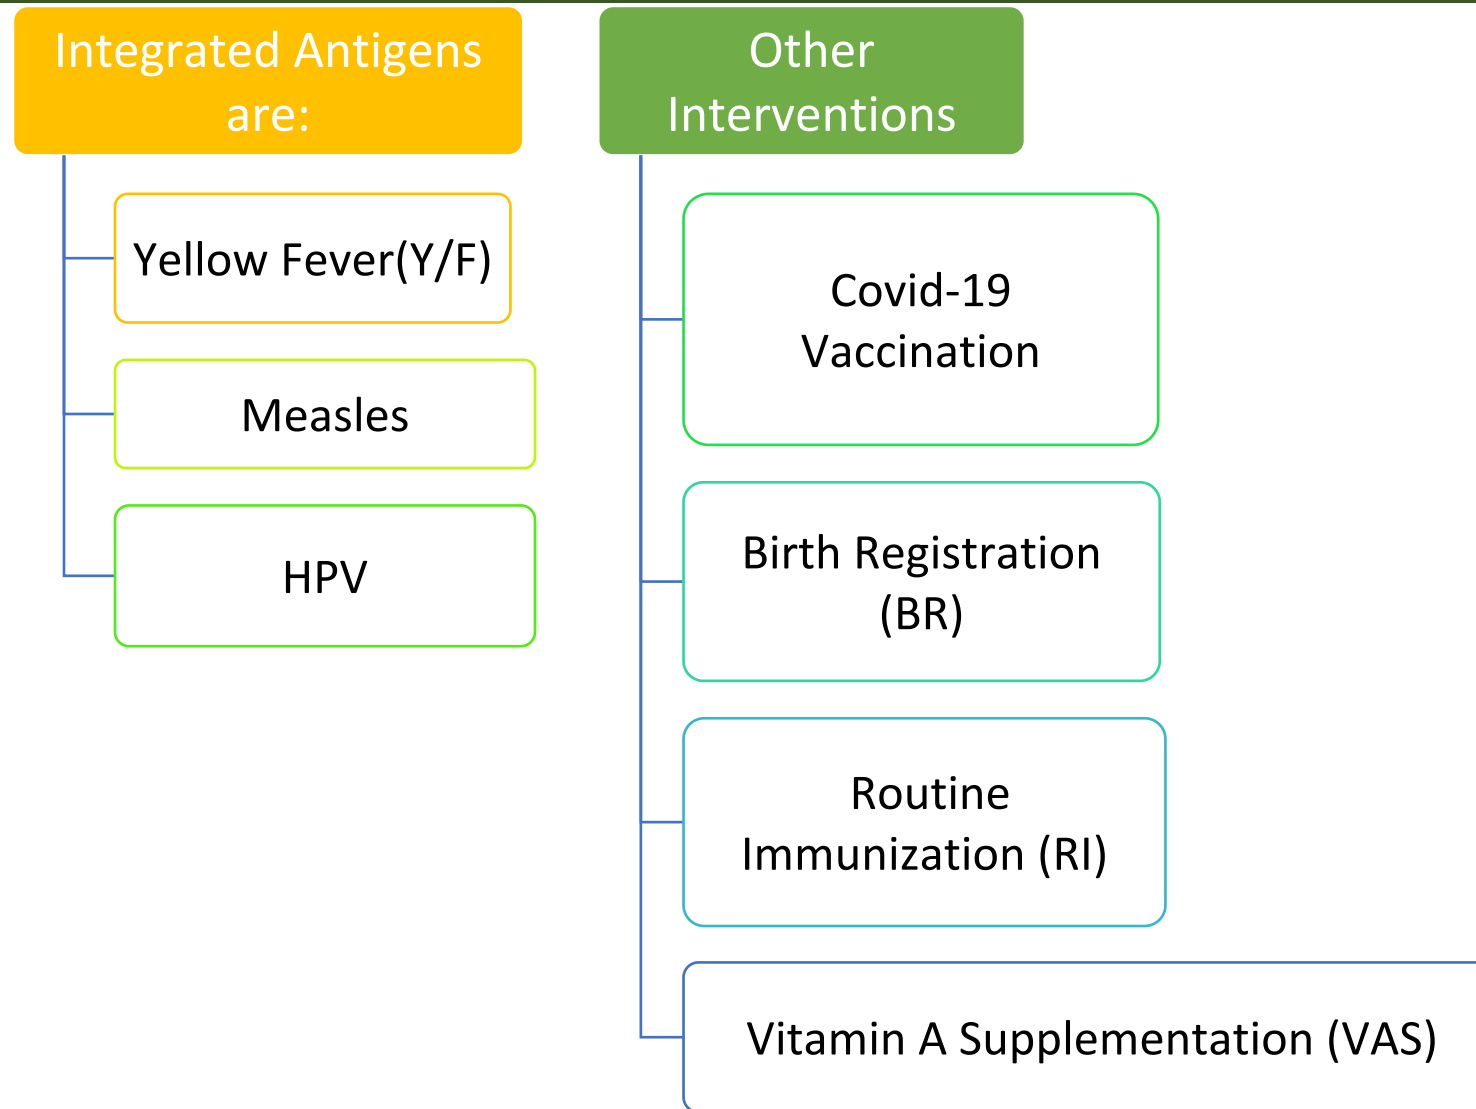 Integrated Antigens
are:
Yellow Fever(Y/F)
Measles
HPV
Other
Interventions
Covid-19
Vaccination
Birth Registration
(BR)
Routine
Immunization (RI)
Vitamin A Supplementation (VAS)